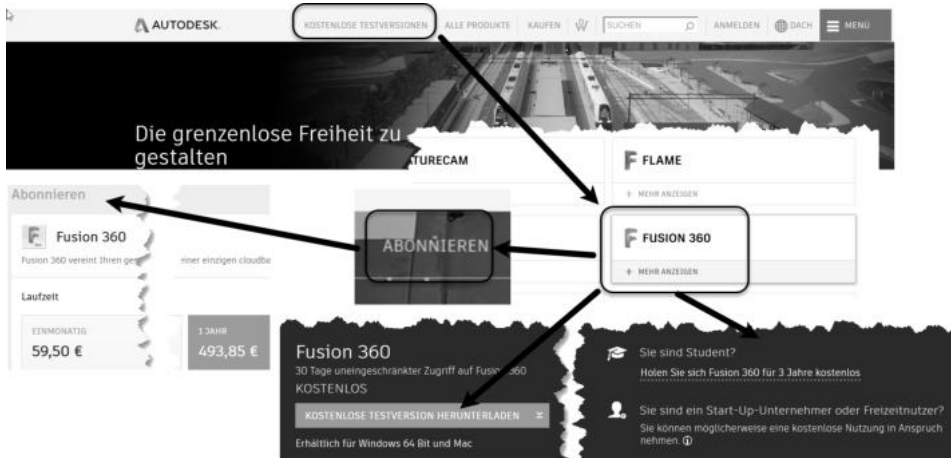 AUTODESK.
KOSTENLOSE TESTVERSIONEN
ALLE PRODUKTE
KAUFEN
SUCHEN
ANMELDEN
DACH
MENÜ
Die grenzenlose Freiheit zu
gestalten
ATURECAM
FLAME
+ MEHR ANZEIGEN
Abonnieren
Fusion 360
Fusion 360 vereint Ihren ges
einer einzigen cloudba
Laufzeit
EINMONATIG
59,50 €
1 JAHR
493,85 €
ABONNIEREN
FUSION 360
+ MEHR ANZEIGEN
Fusion 360
30 Tage uneingeschränkter Zugriff auf Fusion 360
KOSTENLOS
KOSTENLOSE TESTVERSION HERUNTERLADEN
Erhältlich für Windows 64 Bit und Mac
Sie sind Student?
Holen Sie sich Fusion 360 für 3 Jahre kostenlos
Sie sind ein Start-Up-Unternehmer oder Freizeitnutzer?
Sie können möglicherweise eine kostenlose Nutzung in Anspruch
nehmen.